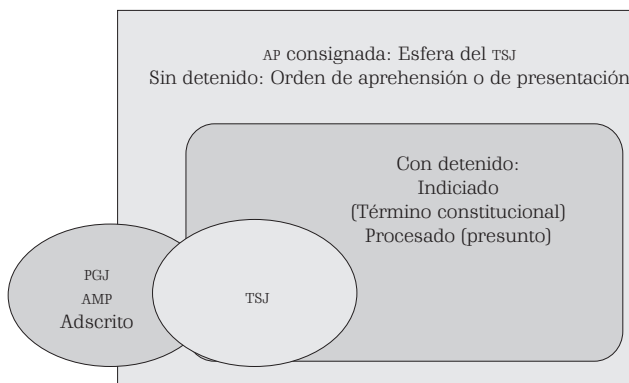 AP consignada: Esfera del TSJ
Sin detenido: Orden de aprehensión o de presentación
Con detenido:
Indiciado
(Término constitucional)
Procesado (presunto)
PGJ
AMP
Adscrito
TSJ